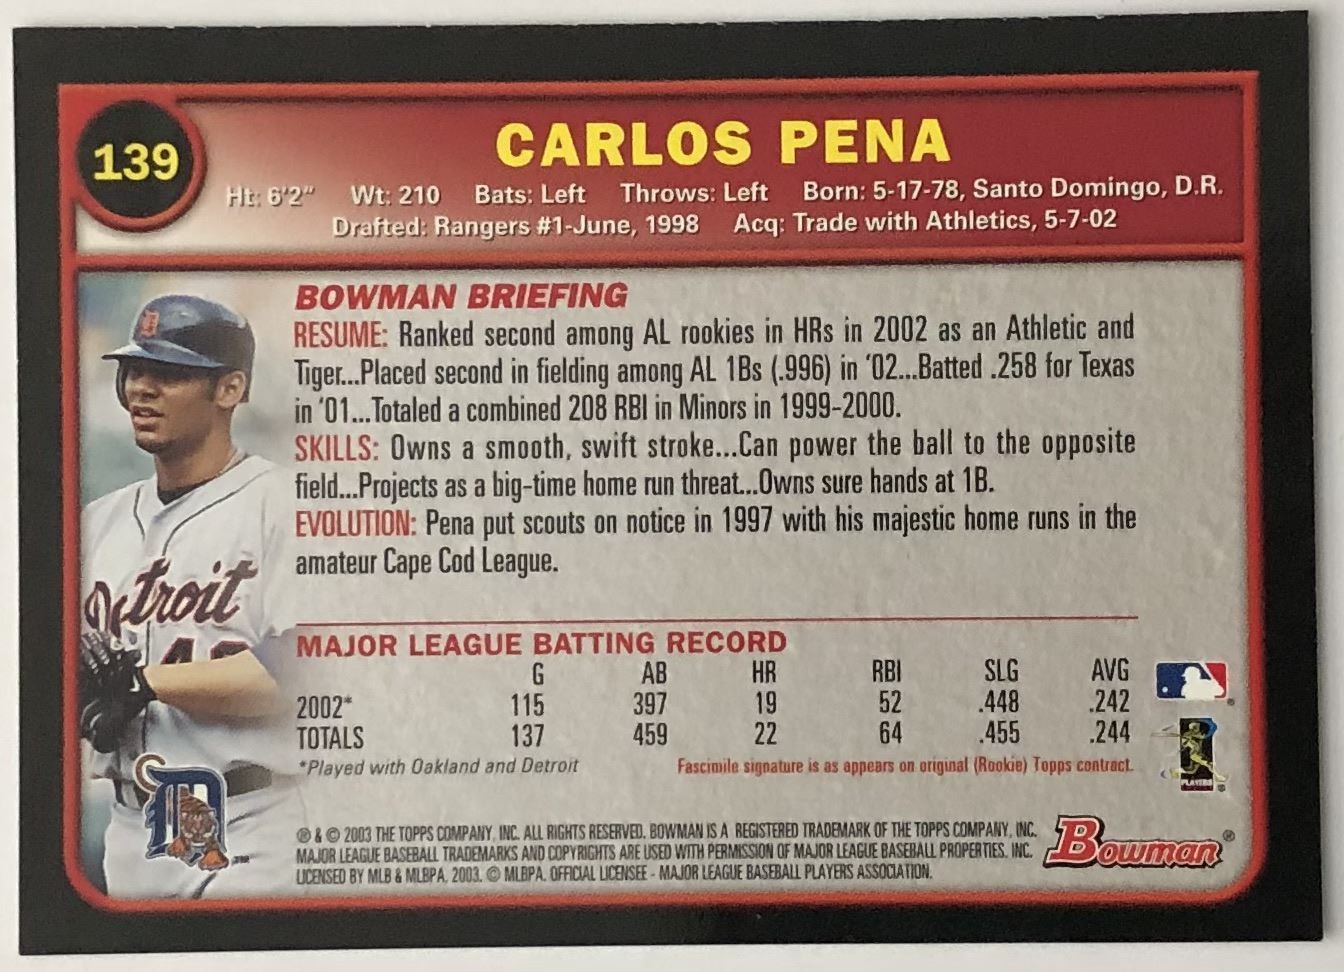 139
CARLOS PENA
Ht: 6'2" Wt: 210 Bats: Left Throws: Left Born: 5-17-78, Santo Domingo, D.R.
Drafted: Rangers #1-June, 1998 Acq: Trade with Athletics, 5-7-02
BOWMAN BRIEFING
RESUME: Ranked second among AL rookies in HRs in 2002 as an Athletic and
Tiger...Placed second in fielding among AL 1Bs (.996) in '02...Batted .258 for Texas
in '01...Totaled a combined 208 RBI in Minors in 1999-2000.
SKILLS: Owns a smooth, swift stroke...Can power the ball to the opposite
field...Projects as a big-time home run threat...Owns sure hands at 1B.
EVOLUTION: Pena put scouts on notice in 1997 with his majestic home runs in the
amateur Cape Cod League.
Detroit
MAJOR LEAGUE BATTING RECORD
G AB HR RBI SLG AVG
2002* 115 397 19 52 .448 .242
TOTALS 137 459 22 64 .455 .244
*Played with Oakland and Detroit
Fascimile signature is as appears on original (Rookie) Topps contract.
PLAYERS
D
TM
® & © 2003 THE TOPPS COMPANY, INC. ALL RIGHTS RESERVED. BOWMAN IS A REGISTERED TRADEMARK OF THE TOPPS COMPANY, INC.
MAJOR LEAGUE BASEBALL TRADEMARKS AND COPYRIGHTS ARE USED WITH PERMISSION OF MAJOR LEAGUE BASEBALL PROPERTIES, INC.
LICENSED BY MLB & MLBPA, 2003. © MLBPA. OFFICIAL LICENSEE - MAJOR LEAGUE BASEBALL PLAYERS ASSOCIATION.
Bowman®